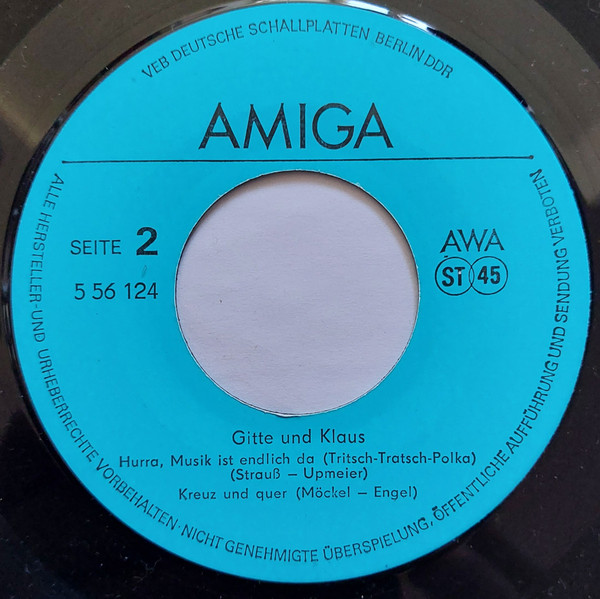 VEB DEUTSCHE SCHALLPLATTEN BERLIN DDR
AMIGA
SEITE 2
5 56 124
AWA
ST 45
Gitte und Klaus
Hurra, Musik ist endlich da (Tritsch-Tratsch-Polka)
(Strauß – Upmeier)
Kreuz und quer (Möckel – Engel)
ALLE HERSTELLER- UND URHEBERRECHTE VORBEHALTEN · NICHT GENEHMIGTE ÜBERSPIELUNG, ÖFFENTLICHE AUFFÜHRUNG UND SENDUNG VERBOTEN